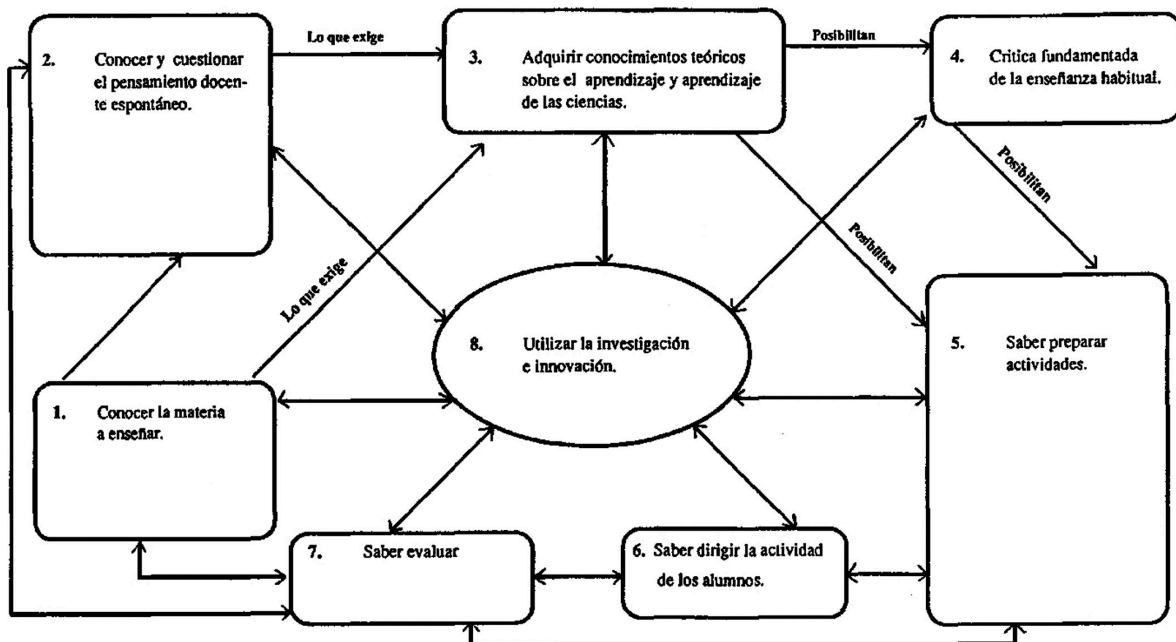 2. Conocer y cuestionar
el pensamiento docen-
te espontáneo.
Lo que exige
3. Adquirir conocimientos teóricos
sobre el aprendizaje y aprendizaje
de las ciencias.
Posibilitan
4. Critica fundamentada
de la enseñanza habitual.
Posibilitan
Posibilitan
Lo que exige
8. Utilizar la investigación
e innovación.
5. Saber preparar
actividades.
1. Conocer la materia
a enseñar.
7. Saber evaluar
6. Saber dirigir la actividad
de los alumnos.